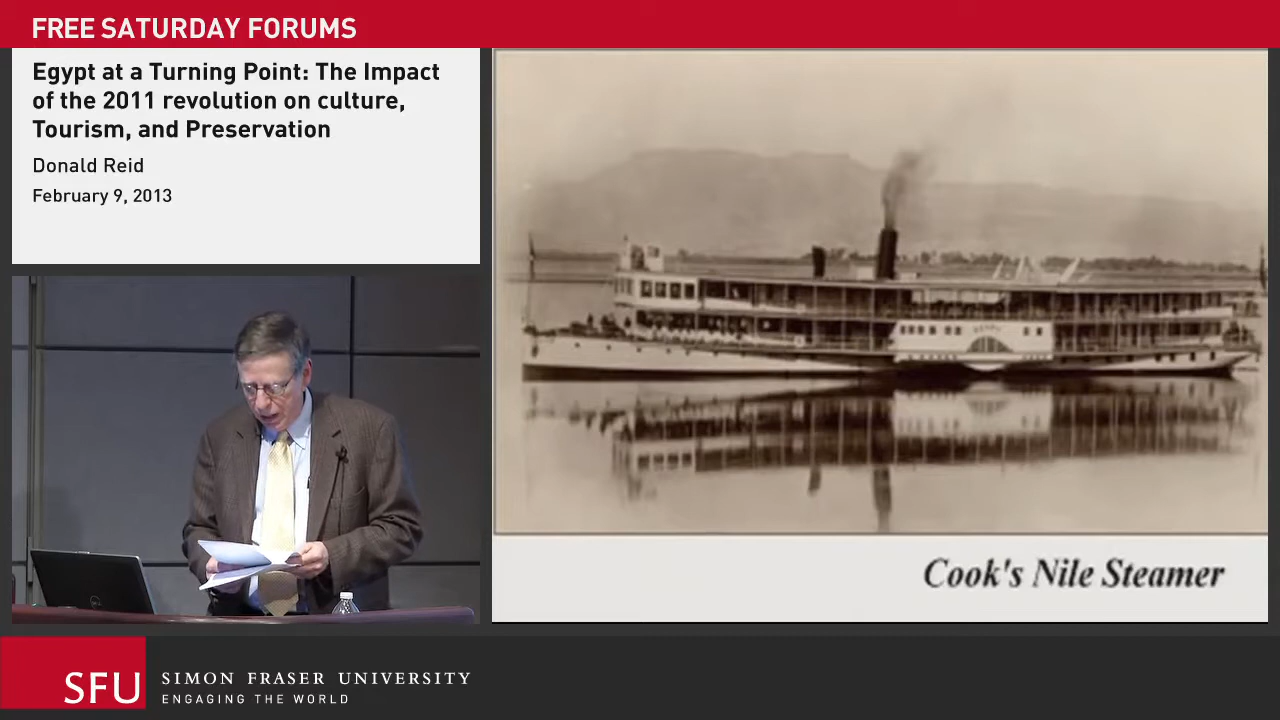 FREE SATURDAY FORUMS
Egypt at a Turning Point: The Impact
of the 2011 revolution on culture,
Tourism, and Preservation
Donald Reid
February 9, 2013
Cook's Nile Steamer
SFU
SIMON FRASER UNIVERSITY
ENGAGING THE WORLD